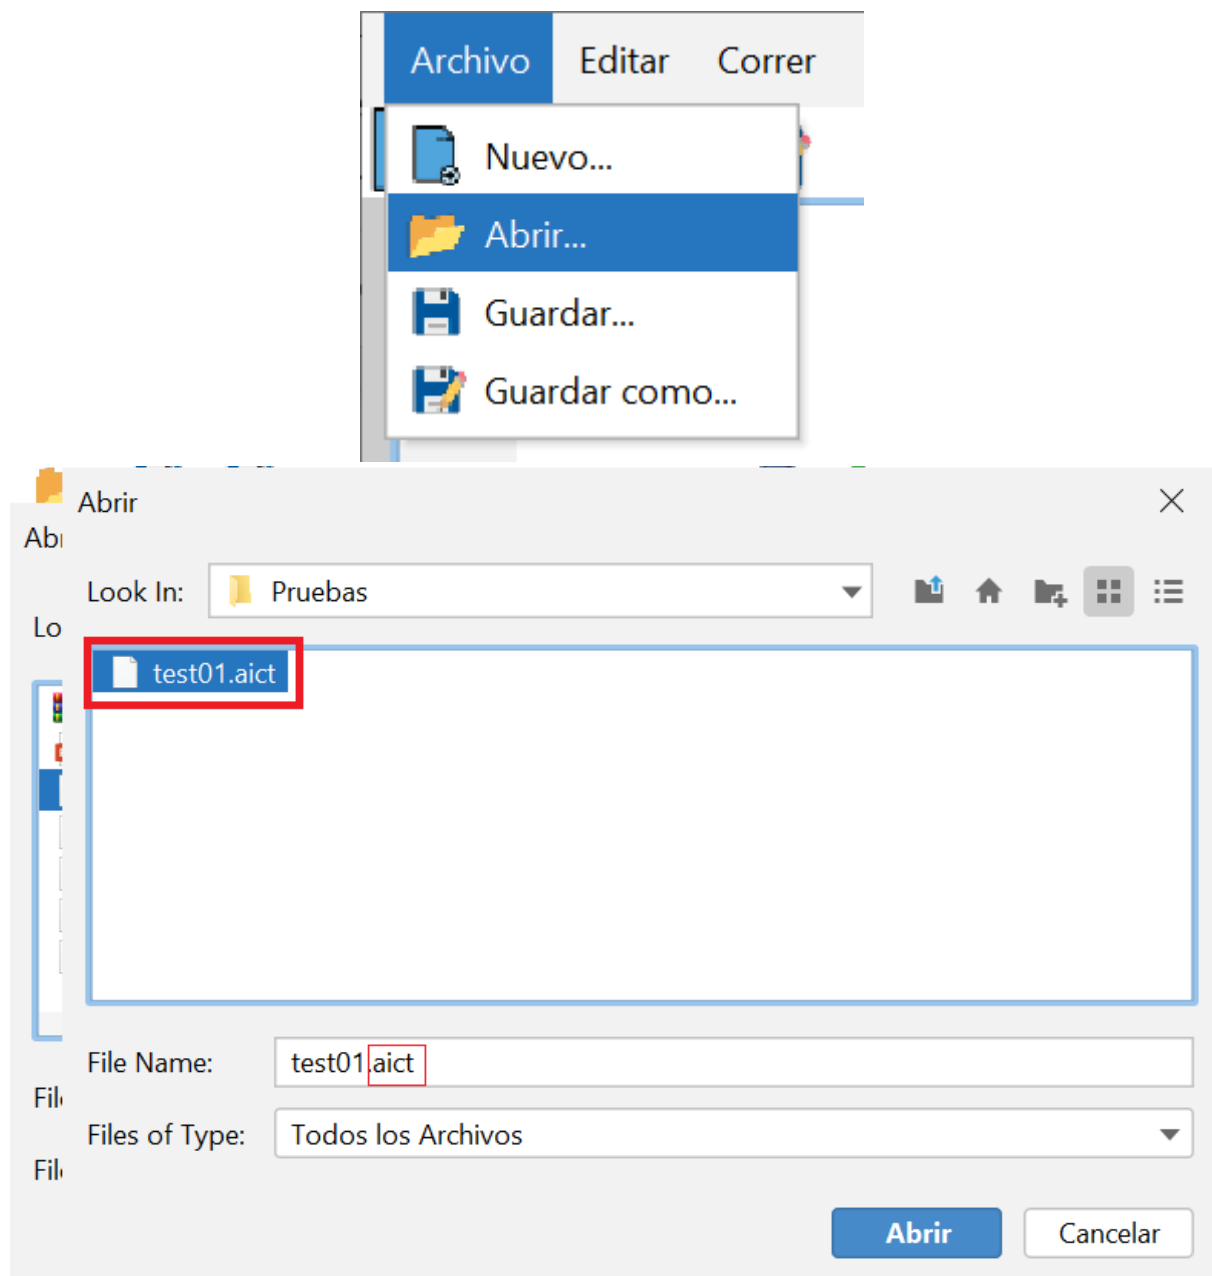 Archivo Editar Correr
Nuevo...
Abrir...
Guardar...
Guardar como...
Abrir
Look In: Pruebas
test01.aict
File Name: test01.aict
Files of Type: Todos los Archivos
Abrir Cancelar